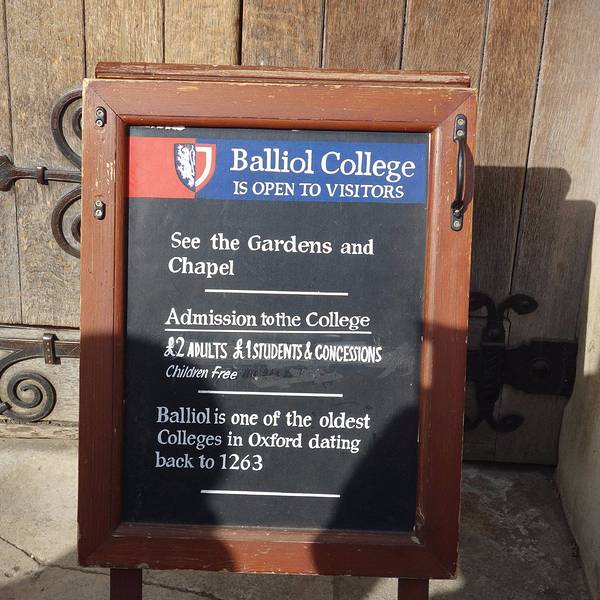 Balliol College
IS OPEN TO VISITORS
See the Gardens and
Chapel
Admission to the College
£2 ADULTS £1 STUDENTS & CONCESSIONS
Children Free
Balliol is one of the oldest
Colleges in Oxford dating
back to 1263